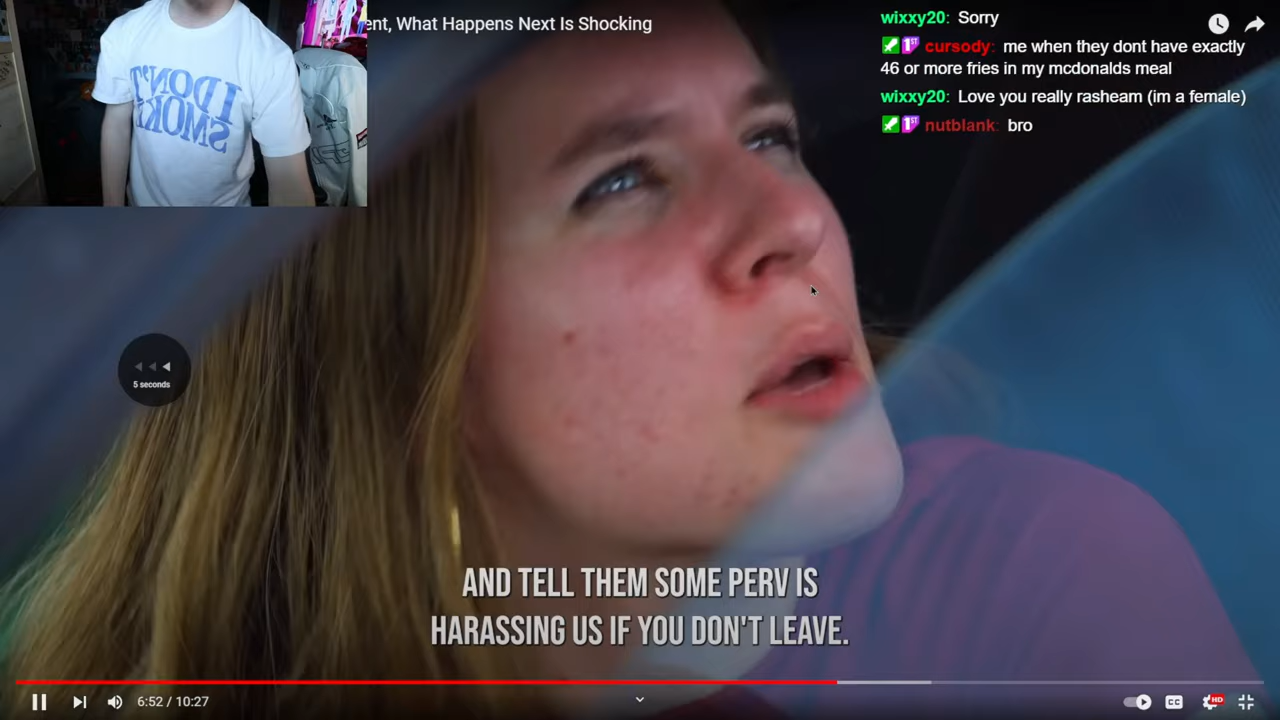 ent, What Happens Next Is Shocking
I DON'T
SMOKE
wixxy20: Sorry
cursody: me when they dont have exactly
46 or more fries in my mcdonalds meal
wixxy20: Love you really rasheam (im a female)
nutblank: bro
5 seconds
AND TELL THEM SOME PERV IS
HARASSING US IF YOU DON'T LEAVE.
6:52 / 10:27
CC
HD